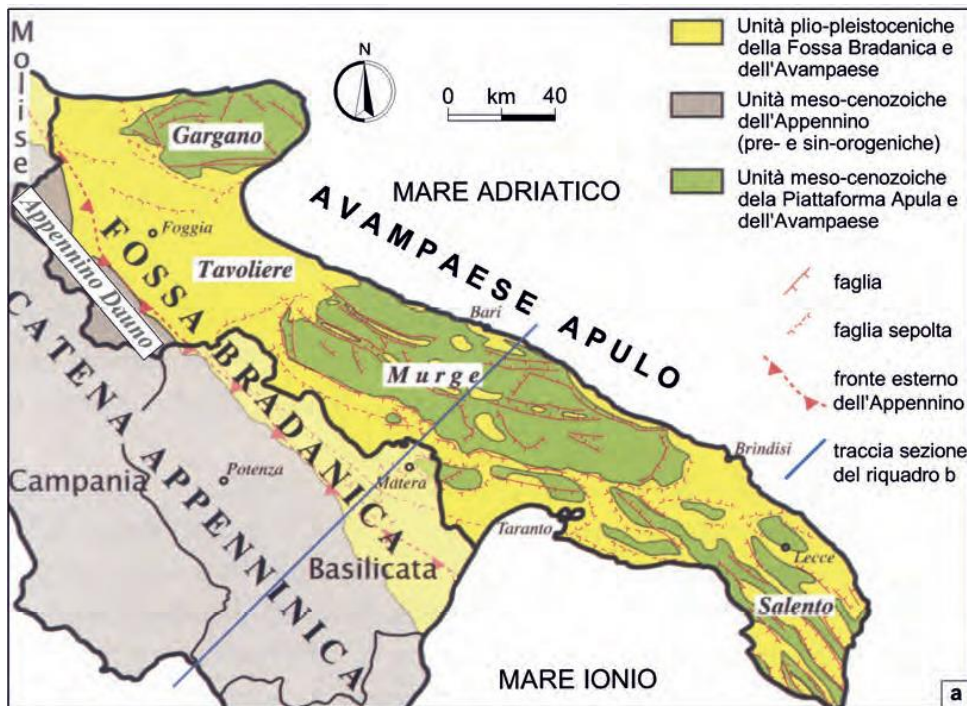 Unità plio-pleistoceniche
della Fossa Bradanica e
dell'Avampaese
Unità meso-cenozoiche
dell'Appennino
(pre- e sin-orogeniche)
Unità meso-cenozoiche
dela Piattaforma Apula e
dell'Avampaese
faglia
faglia sepolta
fronte esterno
dell'Appennino
traccia sezione
del riquadro b
N
0 km 40
Molise
Gargano
MARE ADRIATICO
AVAMPAESE APULO
Foggia
Tavoliere
Appennino Dauno
FOSSA BRADANICA
CATENA APPENNINICA
Bari
Murge
Brindisi
Campania
Potenza
Matera
Taranto
Basilicata
Lecce
Salento
MARE IONIO
a